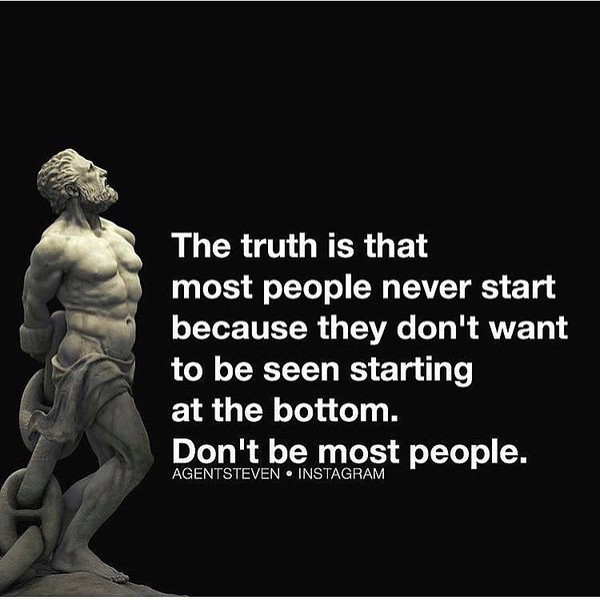 The truth is that
most people never start
because they don't want
to be seen starting
at the bottom.
Don't be most people.
AGENTSTEVEN • INSTAGRAM